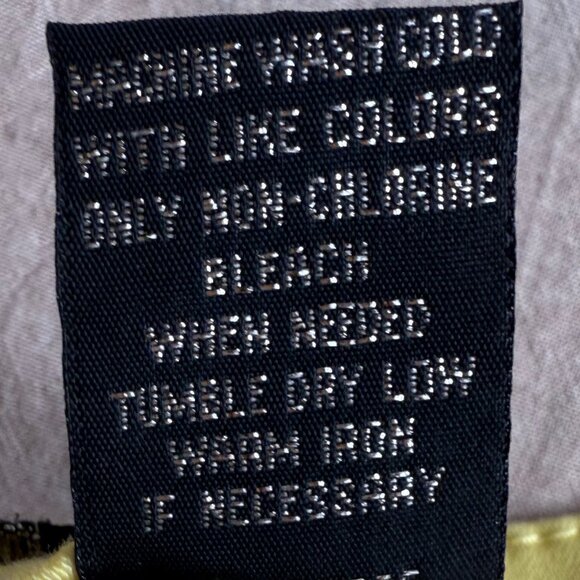 MACHINE WASH COLD
WITH LIKE COLORS
ONLY NON-CHLORINE
BLEACH
WHEN NEEDED
TUMBLE DRY LOW
WARM IRON
IF NECESSARY